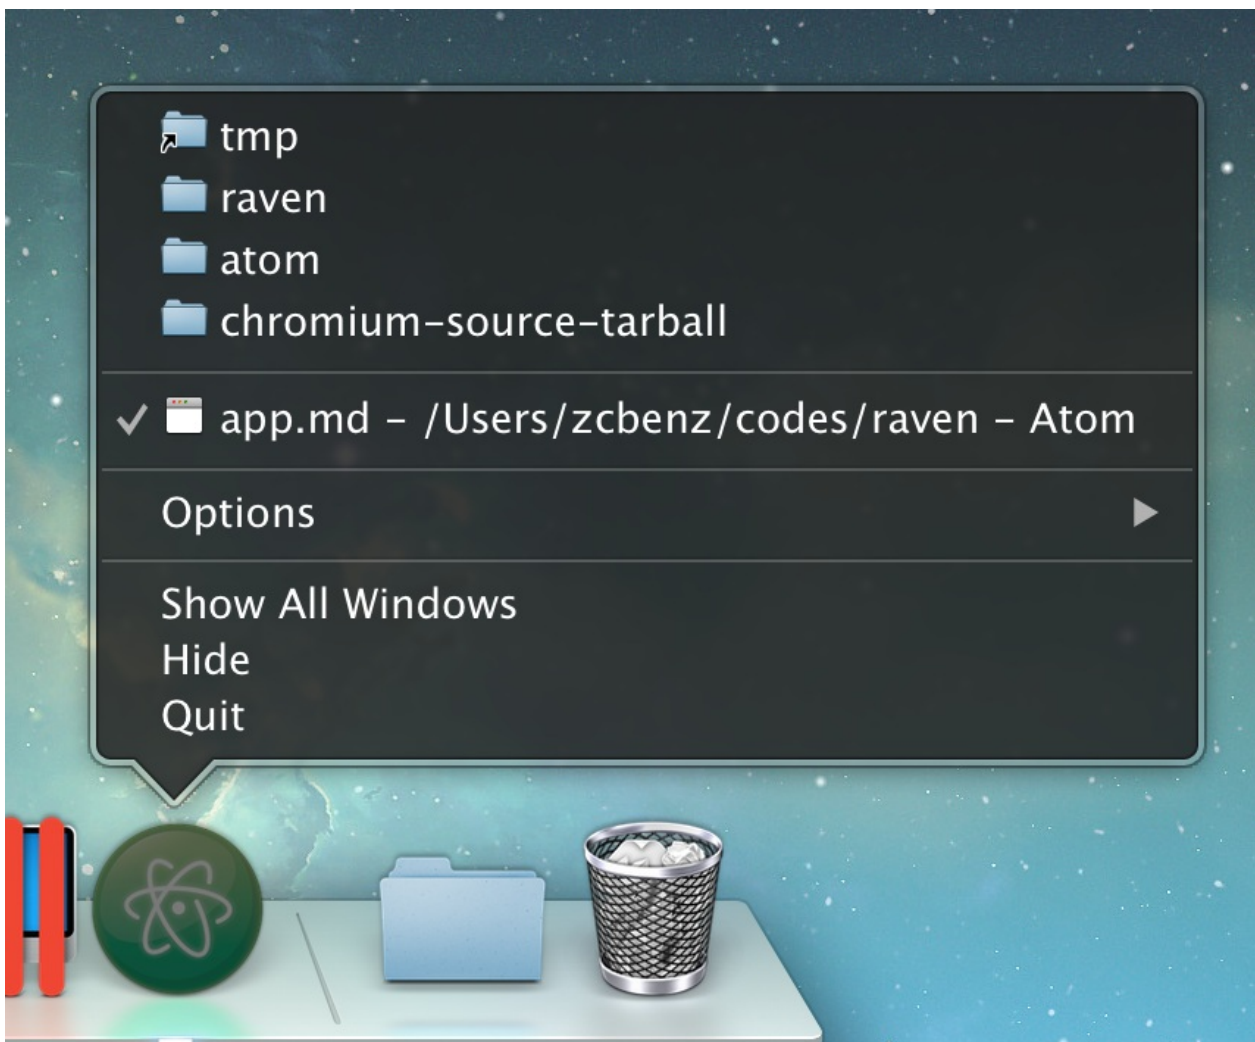 tmp
raven
atom
chromium-source-tarball
app.md – /Users/zcbenz/codes/raven – Atom
Options
Show All Windows
Hide
Quit